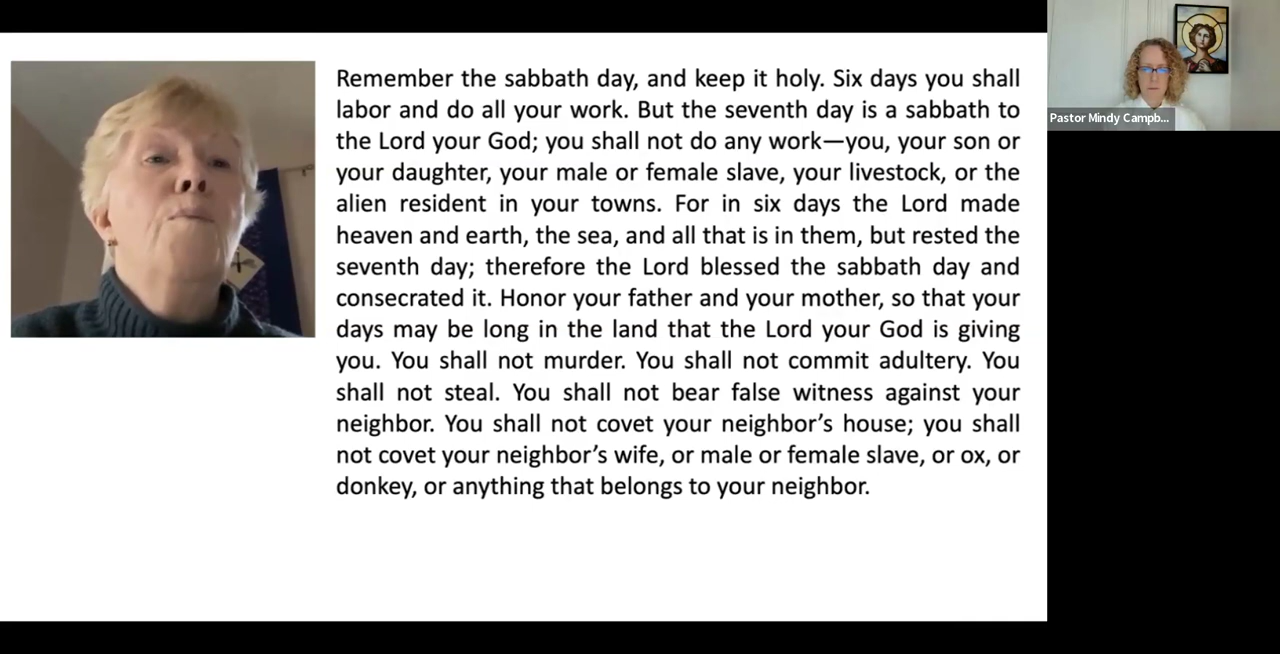 Remember the sabbath day, and keep it holy. Six days you shall
labor and do all your work. But the seventh day is a sabbath to
the Lord your God; you shall not do any work—you, your son or
your daughter, your male or female slave, your livestock, or the
alien resident in your towns. For in six days the Lord made
heaven and earth, the sea, and all that is in them, but rested the
seventh day; therefore the Lord blessed the sabbath day and
consecrated it. Honor your father and your mother, so that your
days may be long in the land that the Lord your God is giving
you. You shall not murder. You shall not commit adultery. You
shall not steal. You shall not bear false witness against your
neighbor. You shall not covet your neighbor’s house; you shall
not covet your neighbor’s wife, or male or female slave, or ox, or
donkey, or anything that belongs to your neighbor.
Pastor Mindy Campb...